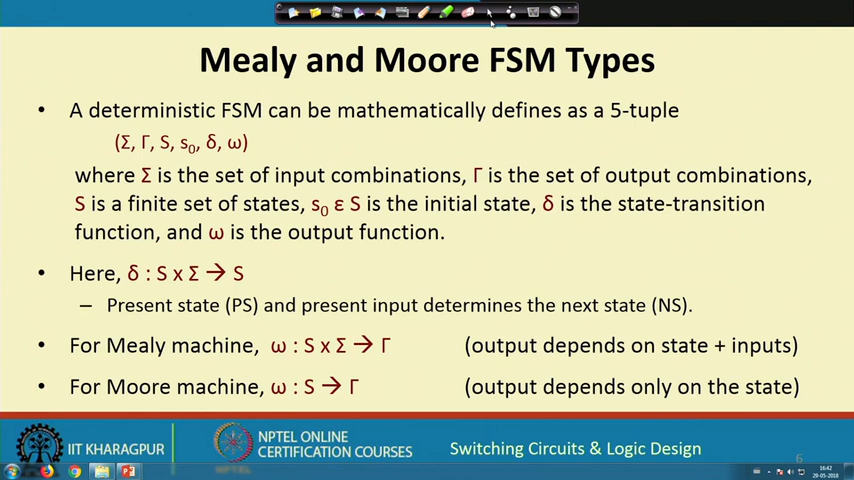 Mealy and Moore FSM Types
• A deterministic FSM can be mathematically defines as a 5-tuple
(Σ, Γ, S, s₀, δ, ω)
where Σ is the set of input combinations, Γ is the set of output combinations,
S is a finite set of states, s₀ ε S is the initial state, δ is the state-transition
function, and ω is the output function.
• Here, δ : S x Σ → S
– Present state (PS) and present input determines the next state (NS).
• For Mealy machine, ω : S x Σ → Γ (output depends on state + inputs)
• For Moore machine, ω : S → Γ (output depends only on the state)
IIT KHARAGPUR
NPTEL ONLINE
CERTIFICATION COURSES
Switching Circuits & Logic Design
6
16:42
29-05-2018